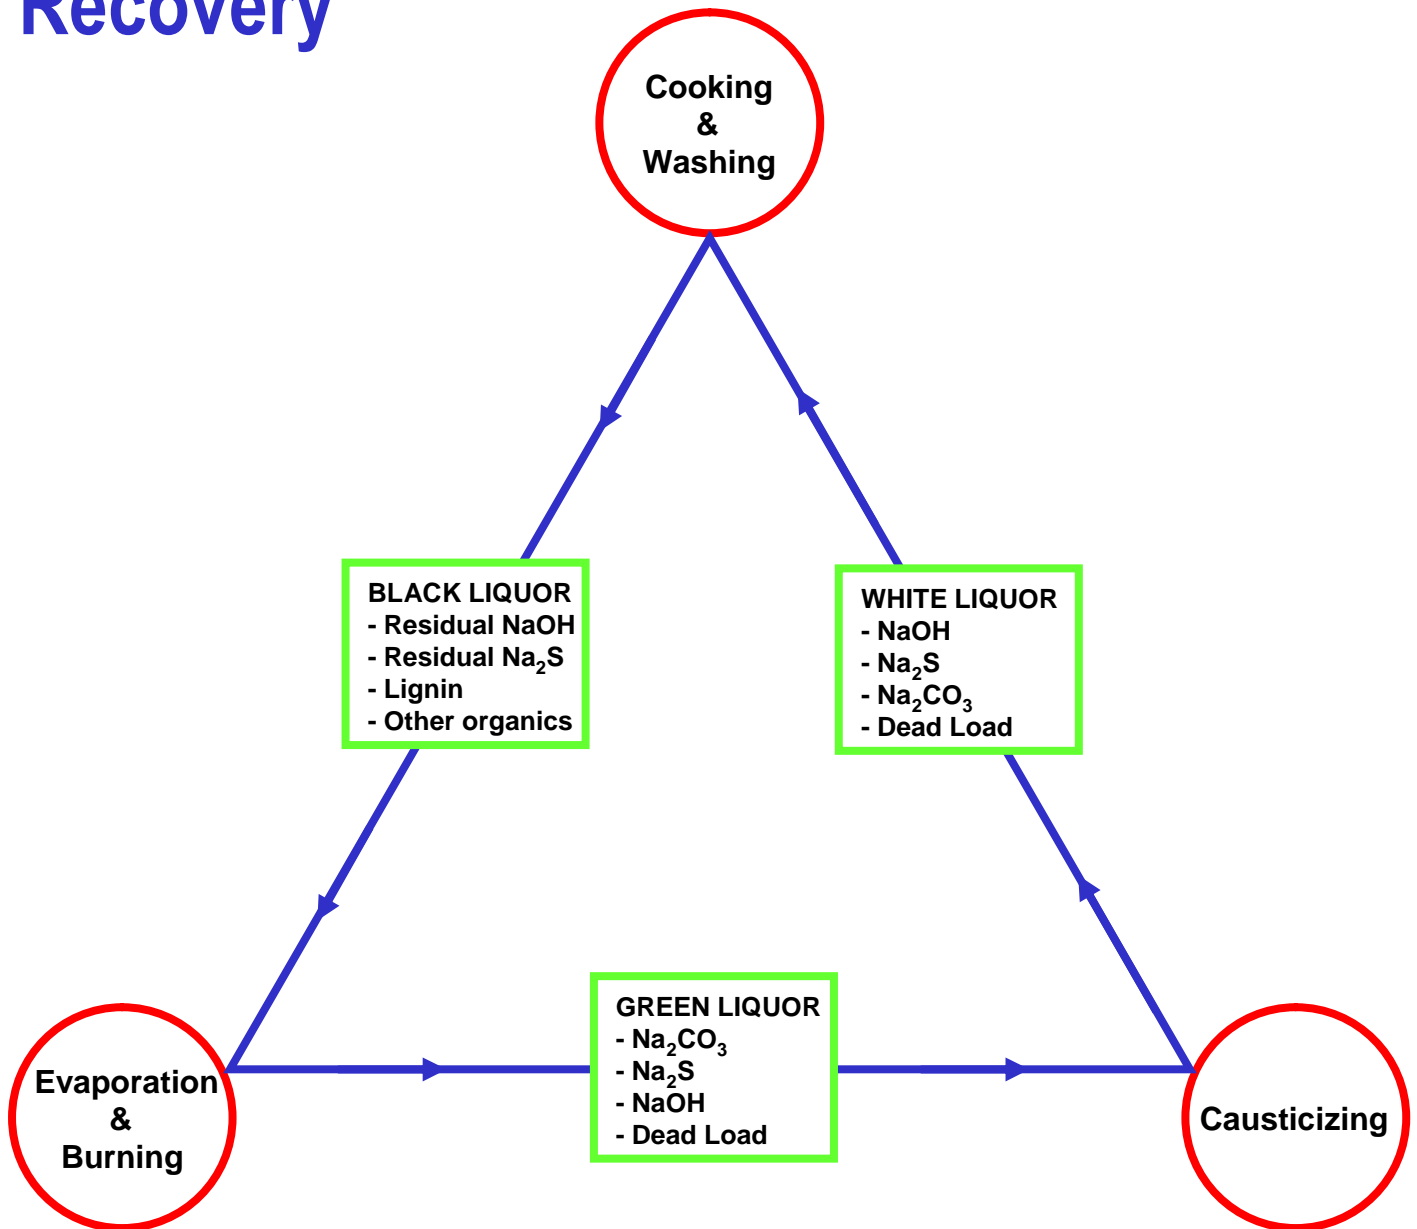 Recovery
Cooking
&
Washing
BLACK LIQUOR
- Residual NaOH
- Residual Na₂S
- Lignin
- Other organics
WHITE LIQUOR
- NaOH
- Na₂S
- Na₂CO₃
- Dead Load
GREEN LIQUOR
- Na₂CO₃
- Na₂S
- NaOH
- Dead Load
Evaporation
&
Burning
Causticizing